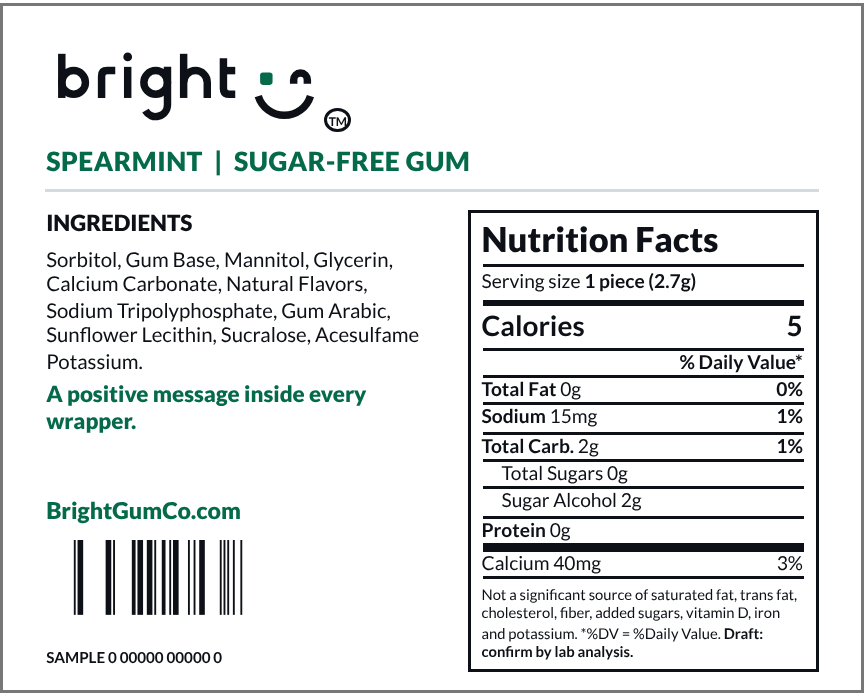 bright
TM
SPEARMINT | SUGAR-FREE GUM
INGREDIENTS
Sorbitol, Gum Base, Mannitol, Glycerin,
Calcium Carbonate, Natural Flavors,
Sodium Tripolyphosphate, Gum Arabic,
Sunflower Lecithin, Sucralose, Acesulfame
Potassium.
A positive message inside every
wrapper.
BrightGumCo.com
SAMPLE 0 00000 00000 0
Nutrition Facts
Serving size 1 piece (2.7g)
Calories 5
% Daily Value*
Total Fat 0g 0%
Sodium 15mg 1%
Total Carb. 2g 1%
Total Sugars 0g
Sugar Alcohol 2g
Protein 0g
Calcium 40mg 3%
Not a significant source of saturated fat, trans fat,
cholesterol, fiber, added sugars, vitamin D, iron
and potassium. *%DV = %Daily Value. Draft:
confirm by lab analysis.